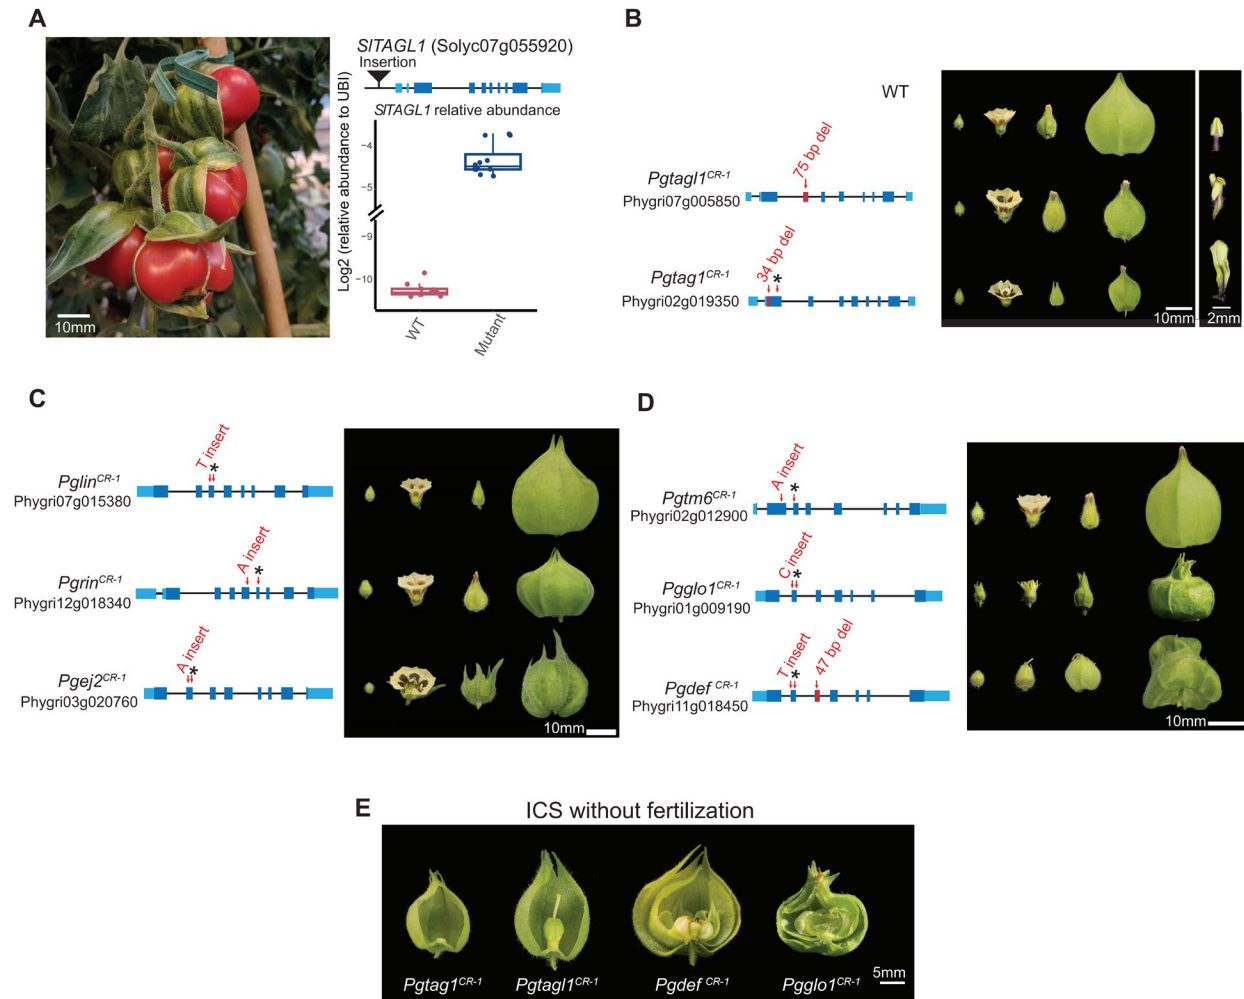 A
SlTAGL1 (Solyc07g055920)
Insertion
SlTAGL1 relative abundance
Log2 (relative abundance to UBI)
−4
−5
−9
−10
WT
Mutant
10mm
B
WT
75 bp del
Pgtagl1CR-1
Phygri07g005850
34 bp del
*
Pgtag1CR-1
Phygri02g019350
10mm
2mm
C
T insert
*
PglinCR-1
Phygri07g015380
A insert
*
PgrinCR-1
Phygri12g018340
A insert
*
Pgej2CR-1
Phygri03g020760
10mm
D
A insert
*
Pgtm6CR-1
Phygri02g012900
C insert
*
Pgglo1CR-1
Phygri01g009190
T insert
*
47 bp del
Pgdef CR-1
Phygri11g018450
10mm
E
ICS without fertilization
Pgtag1CR-1
Pgtagl1CR-1
Pgdef CR-1
Pgglo1CR-1
5mm